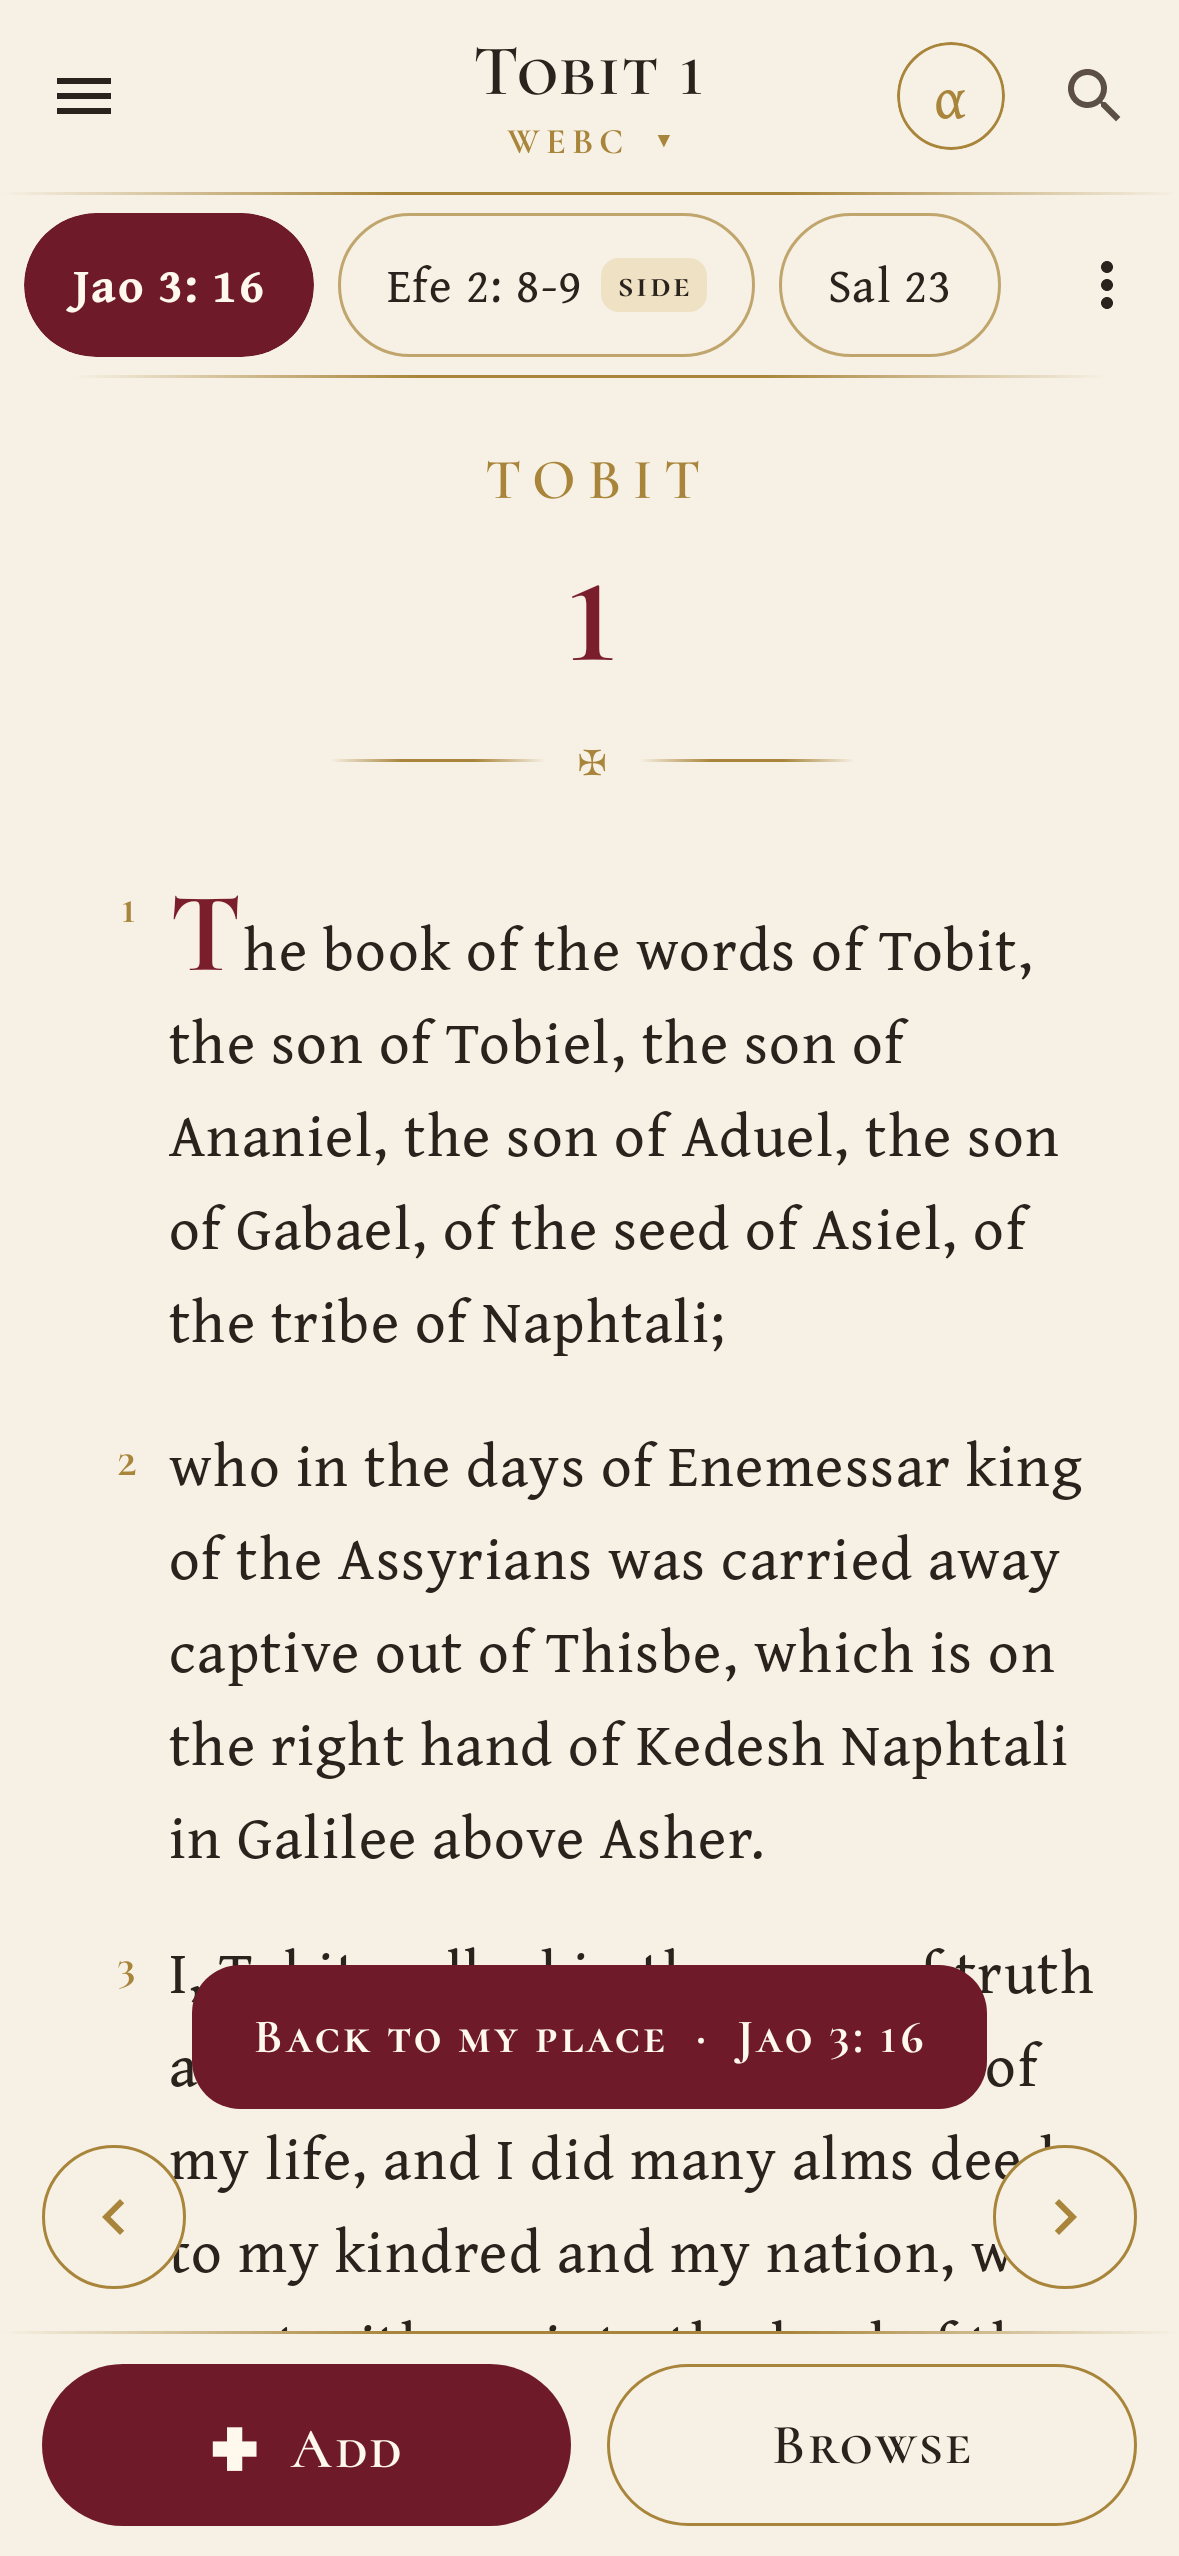 Tobit 1
WEBC ▼
α
Jao 3: 16
Efe 2: 8-9 SIDE
Sal 23
TOBIT
1
✠
1 The book of the words of Tobit,
the son of Tobiel, the son of
Ananiel, the son of Aduel, the son
of Gabael, of the seed of Asiel, of
the tribe of Naphtali;
2 who in the days of Enemessar king
of the Assyrians was carried away
captive out of Thisbe, which is on
the right hand of Kedesh Naphtali
in Galilee above Asher.
3 I, truth
Back to my place · Jao 3: 16
of
my life, and I did many alms
to my kindred and my nation,
Add
Browse